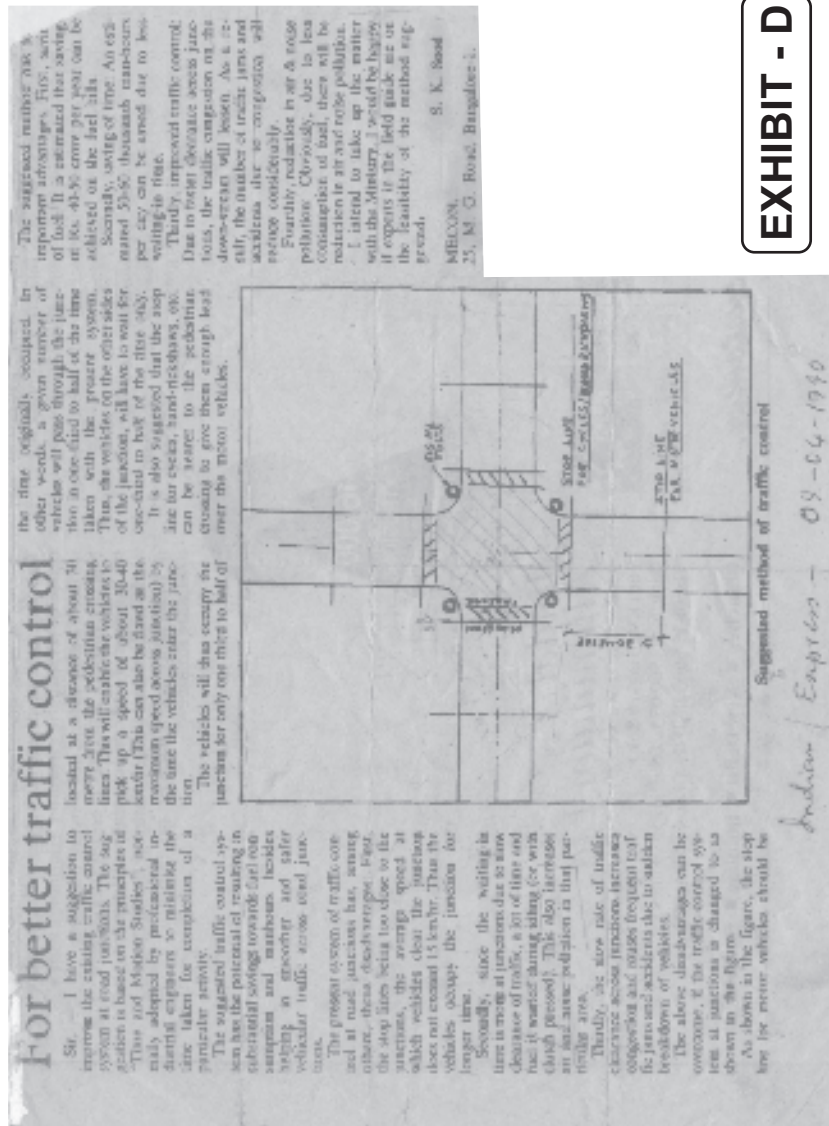 For better traffic control
Sir, — I have a suggestion to
improve the existing traffic control
system at road junctions. The sug-
gestion is based on the principles of
"Time and Motion Studies", nor-
mally adopted by professional in-
dustrial engineers to minimise the
time taken for completion of a
particular activity.
The suggested traffic control sys-
tem has the potential of resulting in
substantial savings towards fuel con-
sumption and manhours besides
helping in smoother and safer
vehicular traffic across road junc-
tions.
The present system of traffic con-
trol at road junctions has, among
others, these disadvantages. First,
the stop lines being too close to the
junctions, the average speed at
which vehicles clear the junctions
does not exceed 15 km/hr. Thus the
vehicles occupy the junction for
longer time.
Secondly, since the waiting in
time is more at junctions due to slow
clearance of traffic, a lot of time and
fuel is wasted during idling (or with
clutch pressed). This also increases
air and noise pollution in that par-
ticular area.
Thirdly, the slow rate of traffic
clearance across junctions increases
congestion and causes frequent traf-
fic jams and accidents due to sudden
breakdown of vehicles.
The above disadvantages can be
overcome, if the traffic control sys-
tem at junctions is changed to as
shown in the figure.
As shown in the figure, the stop
line for motor vehicles should be
located at a distance of about 30
metre from the pedestrian crossing
lines. This will enable the vehicles to
pick up a speed of about 30-40
km/hr (This can also be fixed as the
maximum speed across junction) by
the time the vehicles enter the junc-
tion
The vehicles will thus occupy the
junction for only one third to half of
the time originally occupied. In
other words, a given number of
vehicles will pass through the junc-
tion in one-third to half of the time
taken with the present system.
Thus, the vehicles on the other sides
of the junction, will have to wait for
one-third to half of the time only.
It is also suggested that the stop
line for cycles, hand-rickshaws, etc.
can be nearer to the pedestrian
crossing to give them enough lead
over the motor vehicles.
The suggested method has
important advantages. First,
of fuel. It is estimated that saving
of Rs. 40-50 crore per year can be
achieved on the fuel bills.
Secondly, saving of time. An esti-
mated 50-60 thousand man-hours
per day can be saved due to less
waiting-in time.
Thirdly, improved traffic control:
Due to faster clearance across junc-
tions, the traffic congestion on the
down-stream will lessen. As a re-
sult, the number of traffic jams and
accidents due to congestion will
reduce considerably.
Fourthly, reduction in air & noise
pollution: Obviously, due to less
consumption of fuel, there will be
reduction in air and noise pollution.
I intend to take up the matter
with the Ministry. I would be happy
if experts in the field guide me on
the feasibility of the method sug-
gested.
S. K. Sood
MECON,
25, M. G. Road, Bangalore-1.
STOP LINE
FOR CYCLES/
STOP LINE
FOR MOTOR VEHICLES
Suggested method of traffic control
Indian Express - 09-04-1990
EXHIBIT - D